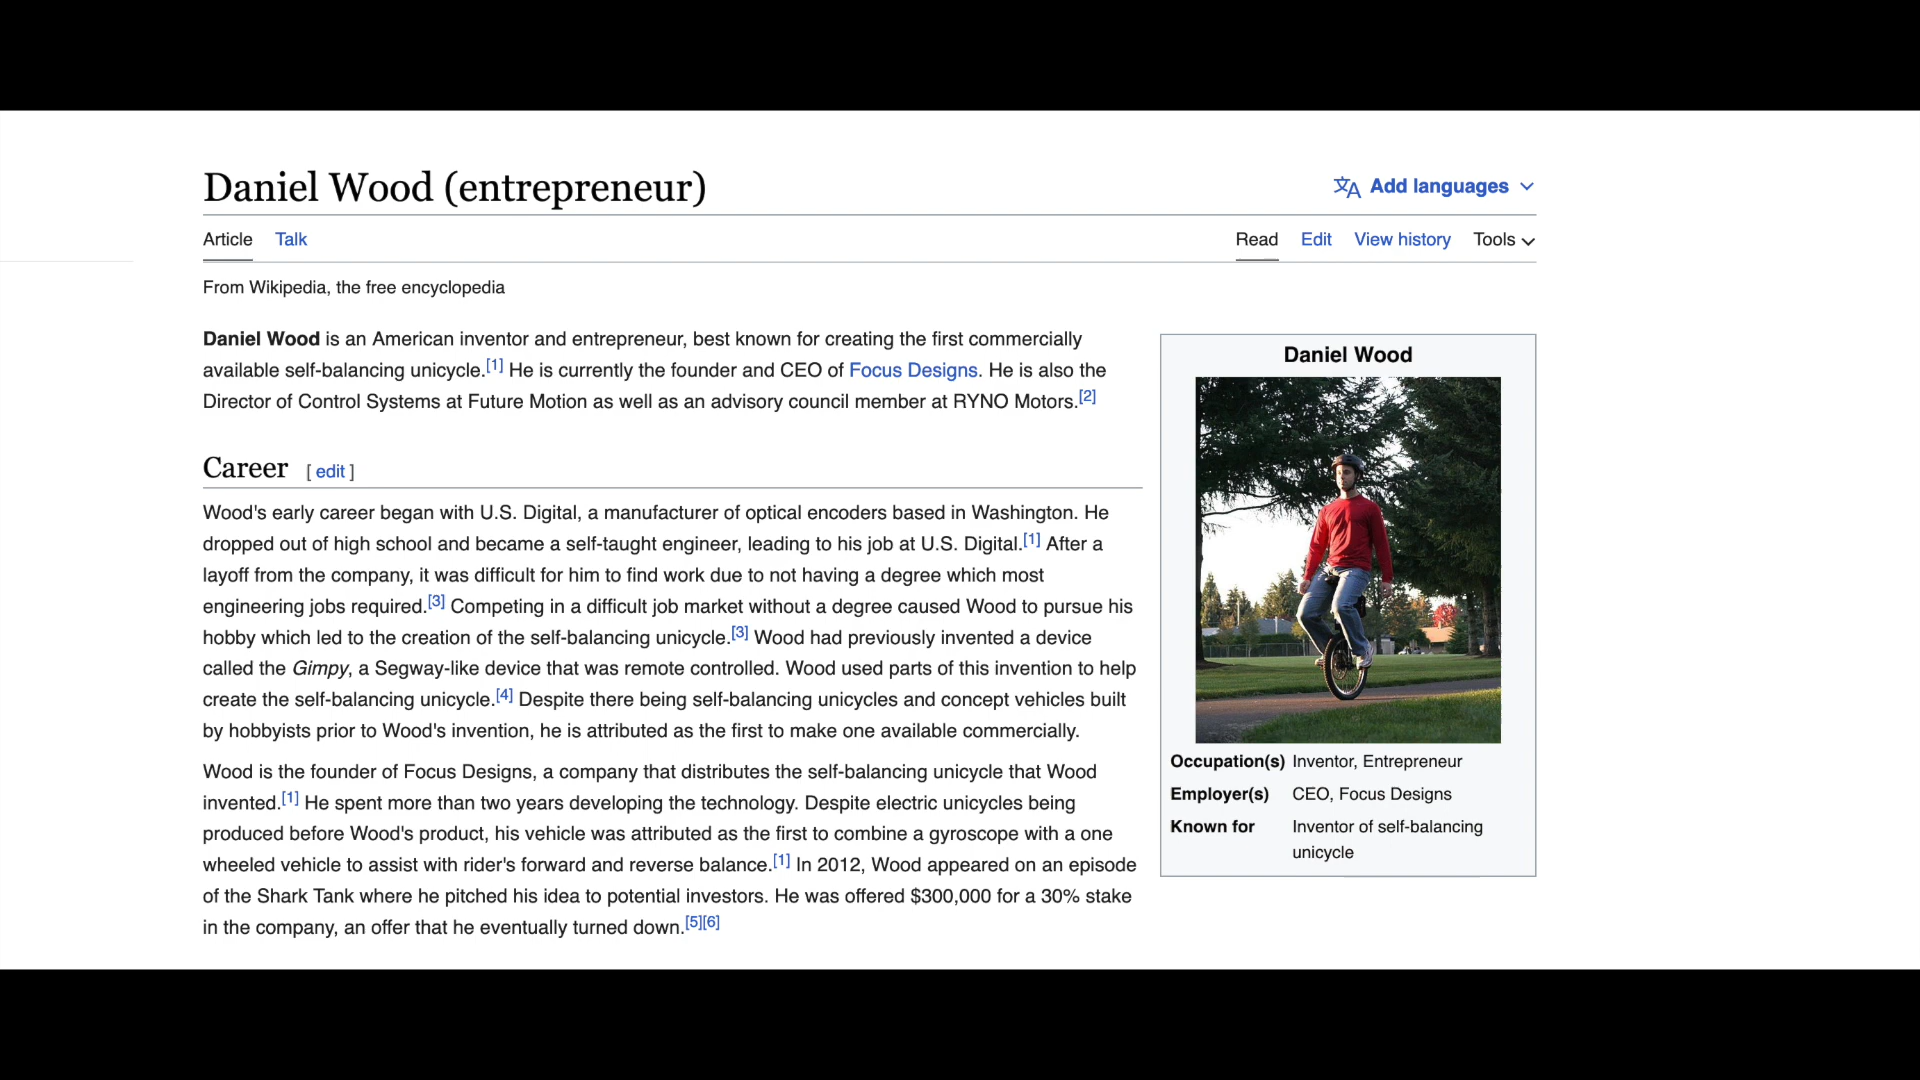 Daniel Wood (entrepreneur)
Add languages
Article Talk
Read Edit View history Tools
From Wikipedia, the free encyclopedia
Daniel Wood is an American inventor and entrepreneur, best known for creating the first commercially
available self-balancing unicycle.[1] He is currently the founder and CEO of Focus Designs. He is also the
Director of Control Systems at Future Motion as well as an advisory council member at RYNO Motors.[2]
Career [ edit ]
Wood's early career began with U.S. Digital, a manufacturer of optical encoders based in Washington. He
dropped out of high school and became a self-taught engineer, leading to his job at U.S. Digital.[1] After a
layoff from the company, it was difficult for him to find work due to not having a degree which most
engineering jobs required.[3] Competing in a difficult job market without a degree caused Wood to pursue his
hobby which led to the creation of the self-balancing unicycle.[3] Wood had previously invented a device
called the Gimpy, a Segway-like device that was remote controlled. Wood used parts of this invention to help
create the self-balancing unicycle.[4] Despite there being self-balancing unicycles and concept vehicles built
by hobbyists prior to Wood's invention, he is attributed as the first to make one available commercially.
Wood is the founder of Focus Designs, a company that distributes the self-balancing unicycle that Wood
invented.[1] He spent more than two years developing the technology. Despite electric unicycles being
produced before Wood's product, his vehicle was attributed as the first to combine a gyroscope with a one
wheeled vehicle to assist with rider's forward and reverse balance.[1] In 2012, Wood appeared on an episode
of the Shark Tank where he pitched his idea to potential investors. He was offered $300,000 for a 30% stake
in the company, an offer that he eventually turned down.[5][6]
Daniel Wood
Occupation(s) Inventor, Entrepreneur
Employer(s) CEO, Focus Designs
Known for Inventor of self-balancing
unicycle